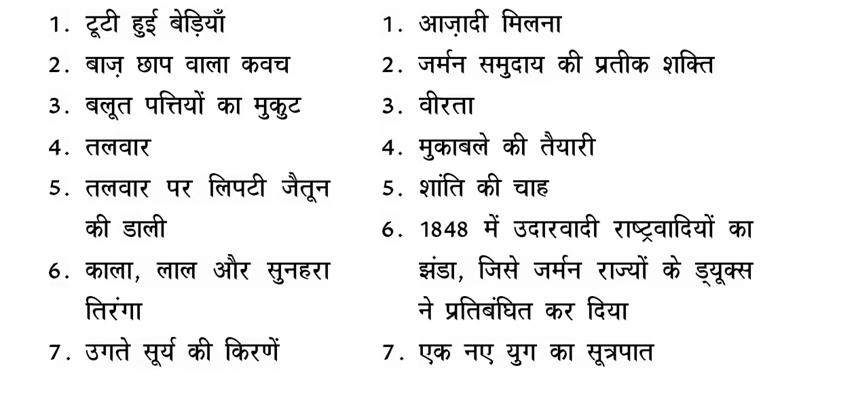 1. टूटी हुई बेड़ियाँ
2. बाज़ छाप वाला कवच
3. बलूत पत्तियों का मुकुट
4. तलवार
5. तलवार पर लिपटी जैतून
की डाली
6. काला, लाल और सुनहरा
तिरंगा
7. उगते सूर्य की किरणें
1. आज़ादी मिलना
2. जर्मन समुदाय की प्रतीक शक्ति
3. वीरता
4. मुकाबले की तैयारी
5. शांति की चाह
6. 1848 में उदारवादी राष्ट्रवादियों का
झंडा, जिसे जर्मन राज्यों के ड्यूक्स
ने प्रतिबंधित कर दिया
7. एक नए युग का सूत्रपात